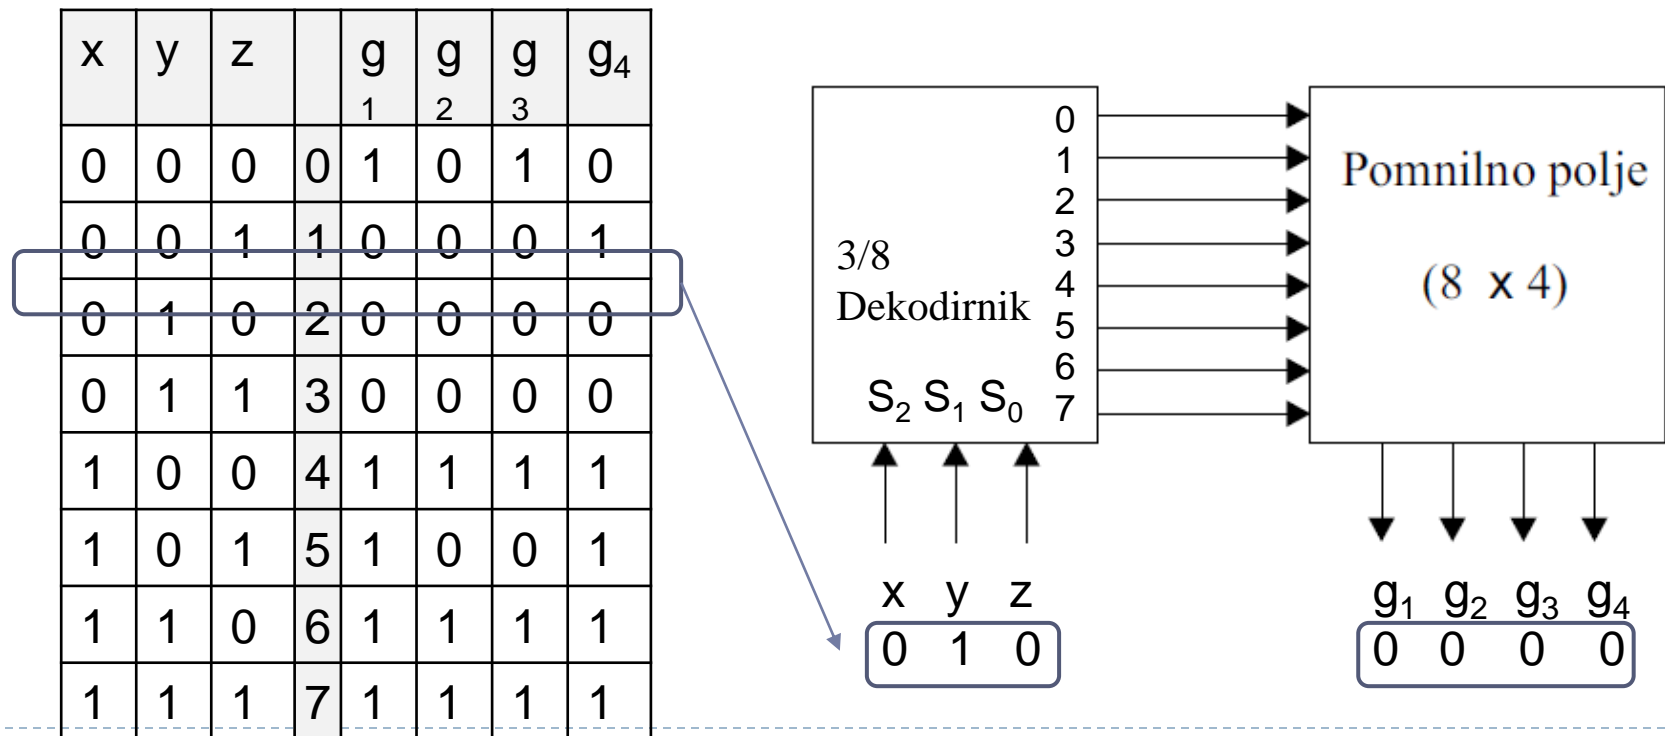 x y z g1 g2 g3 g4
0 0 0 0 1 0 1 0
0 0 1 1 0 0 0 1
0 1 0 2 0 0 0 0
0 1 1 3 0 0 0 0
1 0 0 4 1 1 1 1
1 0 1 5 1 0 0 1
1 1 0 6 1 1 1 1
1 1 1 7 1 1 1 1
3/8
Dekodirnik
0
1
2
3
4
5
6
7
S2 S1 S0
x y z
0 1 0
Pomnilno polje
(8 x 4)
g1 g2 g3 g4
0 0 0 0